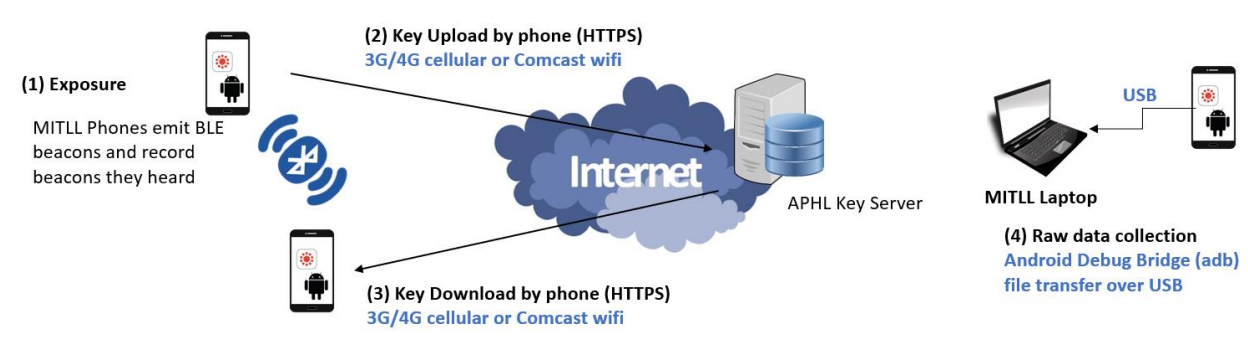 (1) Exposure
MITLL Phones emit BLE
beacons and record
beacons they heard
(2) Key Upload by phone (HTTPS)
3G/4G cellular or Comcast wifi
Internet
APHL Key Server
(3) Key Download by phone (HTTPS)
3G/4G cellular or Comcast wifi
USB
MITLL Laptop
(4) Raw data collection
Android Debug Bridge (adb)
file transfer over USB